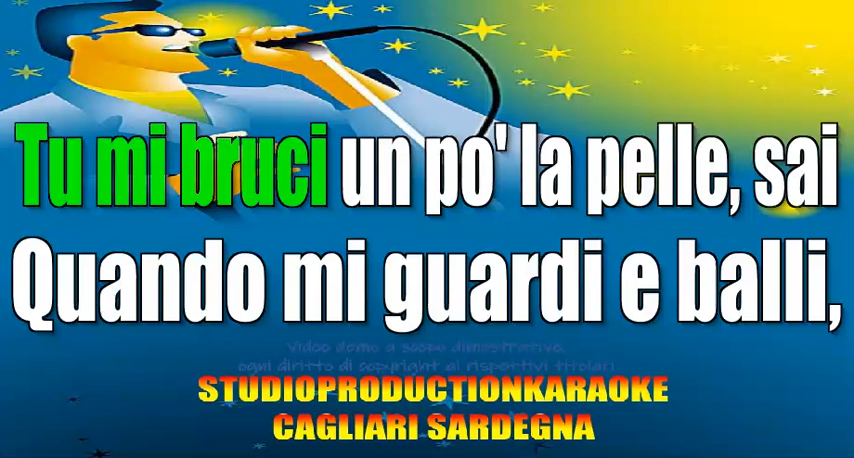 Tu mi bruci un po' la pelle, sai
Quando mi guardi e balli,
Video demo a scopo dimostrativo,
ogni diritto di copyright ai rispettivi titolari
STUDIOPRODUCTIONKARAOKE
CAGLIARI SARDEGNA